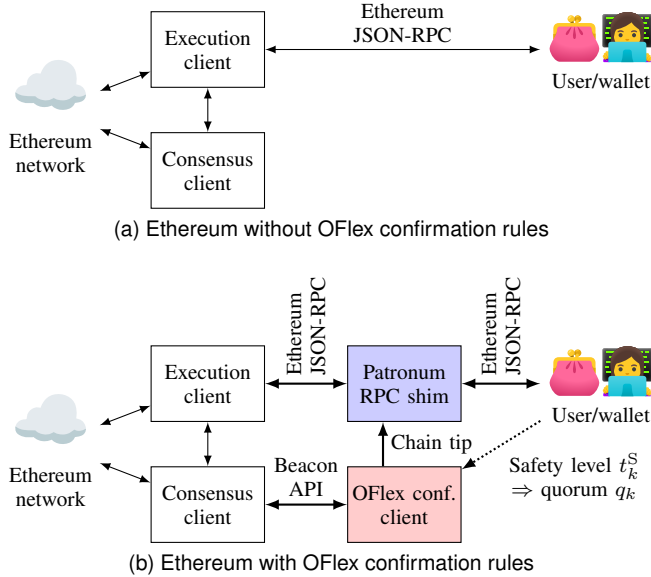 Ethereum
JSON-RPC
Execution
client
User/wallet
Ethereum
network
Consensus
client
(a) Ethereum without OFlex confirmation rules
Ethereum
JSON-RPC
Ethereum
JSON-RPC
Execution
client
Patronum
RPC shim
User/wallet
Ethereum
network
Chain tip
Beacon
API
Consensus
client
OFlex conf.
client
Safety level t_k^S
⇒ quorum q_k
(b) Ethereum with OFlex confirmation rules